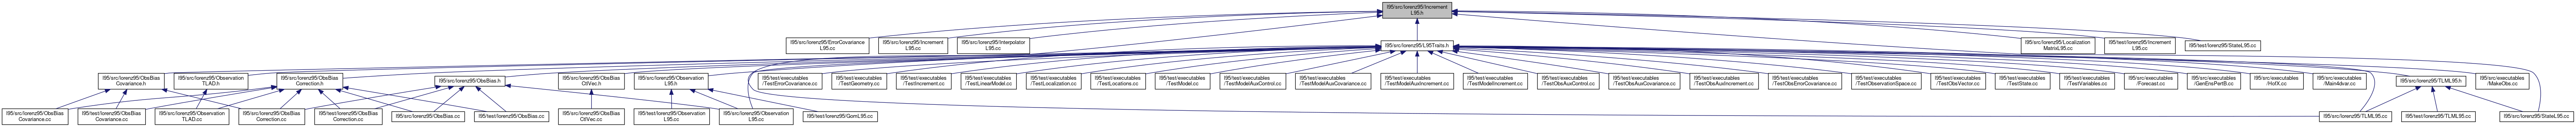 l95/src/lorenz95/Increment
L95.h
l95/src/lorenz95/ErrorCovariance
L95.cc
l95/src/lorenz95/Increment
L95.cc
l95/src/lorenz95/Interpolator
L95.cc
l95/src/lorenz95/L95Traits.h
l95/src/lorenz95/Localization
MatrixL95.cc
l95/test/lorenz95/Increment
L95.cc
l95/test/lorenz95/StateL95.cc
l95/src/lorenz95/ObsBias
Covariance.h
l95/src/lorenz95/Observation
TLAD.h
l95/src/lorenz95/ObsBias
Correction.h
l95/src/lorenz95/ObsBias.h
l95/src/lorenz95/ObsBias
CtlVec.h
l95/src/lorenz95/Observation
L95.h
l95/test/executables
/TestErrorCovariance.cc
l95/test/executables
/TestGeometry.cc
l95/test/executables
/TestIncrement.cc
l95/test/executables
/TestLinearModel.cc
l95/test/executables
/TestLocalization.cc
l95/test/executables
/TestLocations.cc
l95/test/executables
/TestModel.cc
l95/test/executables
/TestModelAuxControl.cc
l95/test/executables
/TestModelAuxCovariance.cc
l95/test/executables
/TestModelAuxIncrement.cc
l95/test/executables
/TestModelIncrement.cc
l95/test/executables
/TestObsAuxControl.cc
l95/test/executables
/TestObsAuxCovariance.cc
l95/test/executables
/TestObsAuxIncrement.cc
l95/test/executables
/TestObsErrorCovariance.cc
l95/test/executables
/TestObservationSpace.cc
l95/test/executables
/TestObsVector.cc
l95/test/executables
/TestState.cc
l95/test/executables
/TestVariables.cc
l95/src/executables
/Forecast.cc
l95/src/executables
/GenEnsPertB.cc
l95/src/executables
/HofX.cc
l95/src/executables
/Main4dvar.cc
l95/src/lorenz95/TLML95.h
l95/src/executables
/MakeObs.cc
l95/src/lorenz95/ObsBias
Covariance.cc
l95/test/lorenz95/ObsBias
Covariance.cc
l95/src/lorenz95/Observation
TLAD.cc
l95/src/lorenz95/ObsBias
Correction.cc
l95/test/lorenz95/ObsBias
Correction.cc
l95/src/lorenz95/ObsBias.cc
l95/test/lorenz95/ObsBias.cc
l95/src/lorenz95/ObsBias
CtlVec.cc
l95/test/lorenz95/Observation
L95.cc
l95/src/lorenz95/Observation
L95.cc
l95/test/lorenz95/GomL95.cc
l95/src/lorenz95/TLML95.cc
l95/test/lorenz95/TLML95.cc
l95/src/lorenz95/StateL95.cc